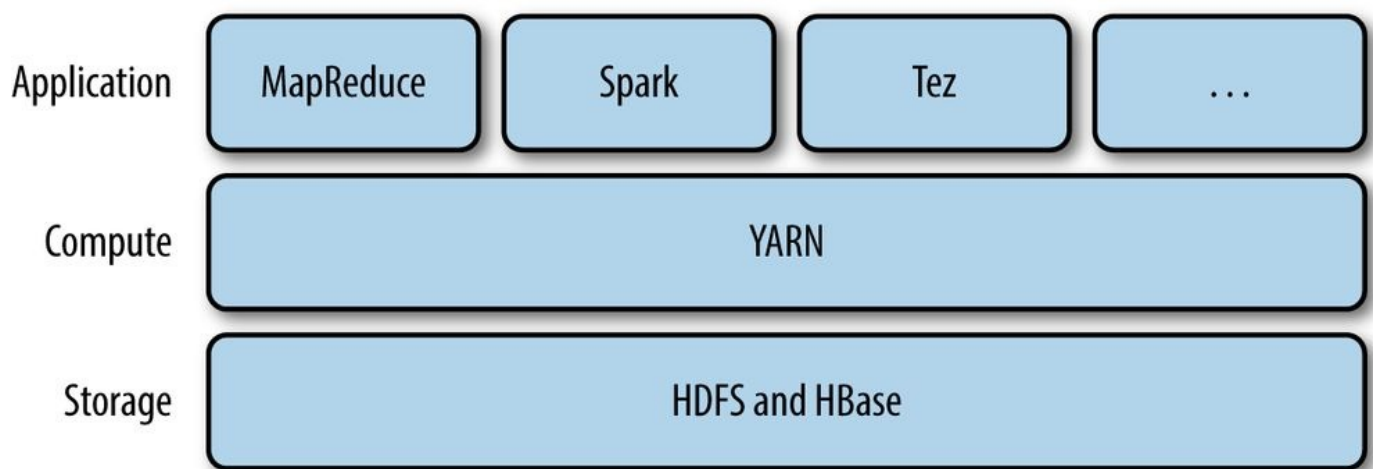 Application MapReduce Spark Tez ...
Compute YARN
Storage HDFS and HBase